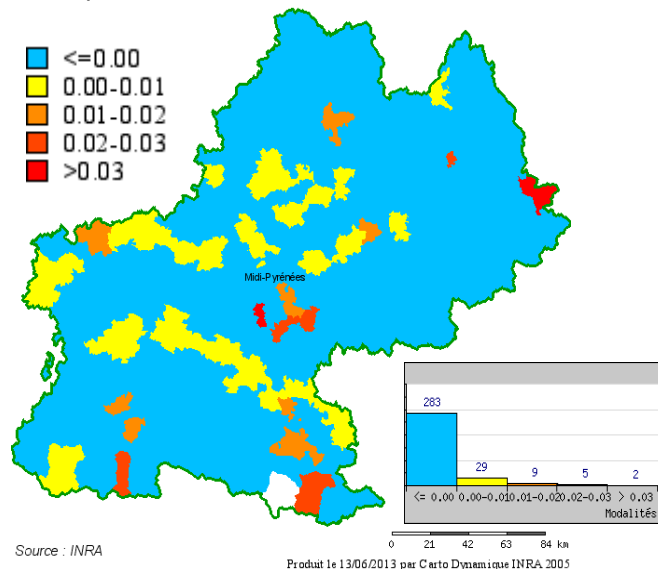 <=0.00
0.00-0.01
0.01-0.02
0.02-0.03
>0.03
Midi-Pyrénées
283
29
9
5
2
<= 0.00 0.00-0.01 0.01-0.02 0.02-0.03 > 0.03
Modalités
0 21 42 63 84 km
Source : INRA
Produit le 13/06/2013 par Carto Dynamique INRA 2005